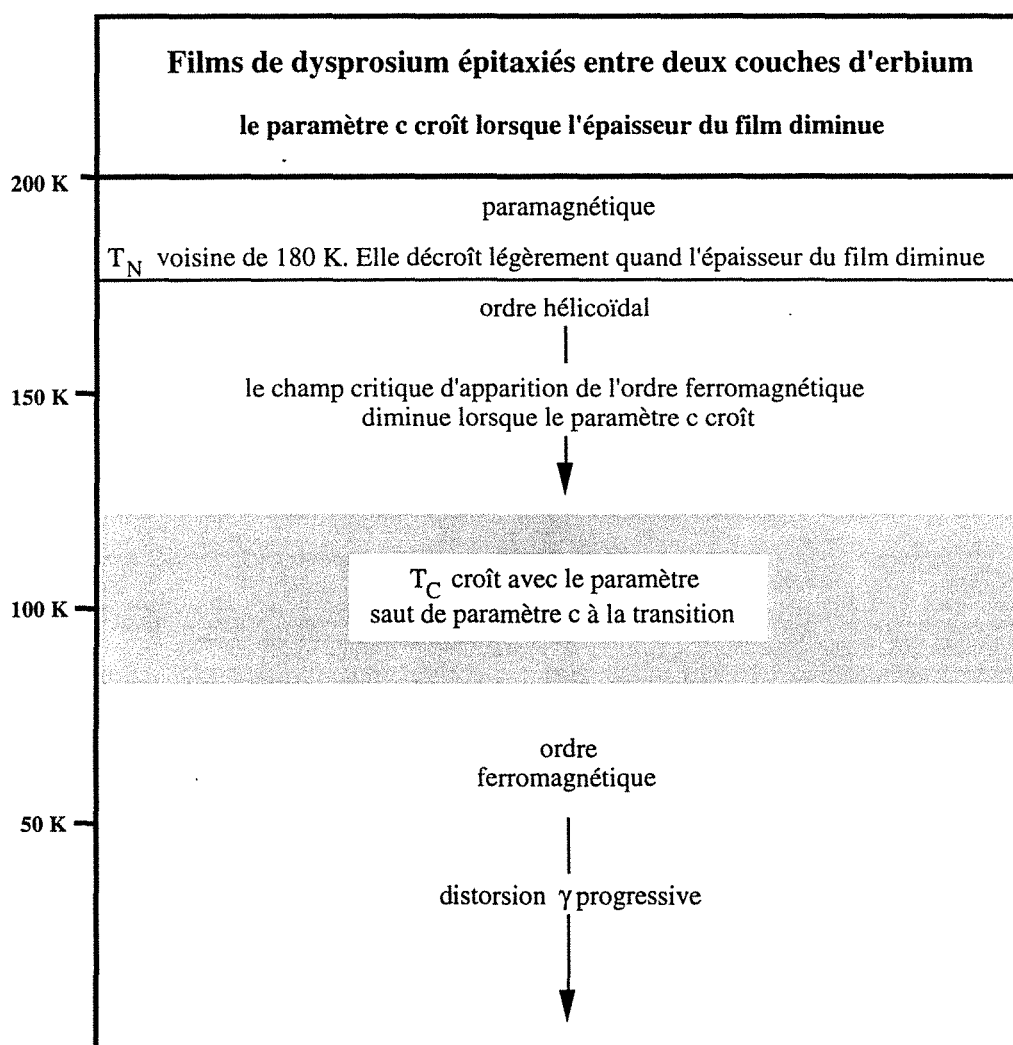 Films de dysprosium épitaxiés entre deux couches d'erbium
le paramètre c croît lorsque l'épaisseur du film diminue
200 K
paramagnétique
T_N voisine de 180 K. Elle décroît légèrement quand l'épaisseur du film diminue
ordre hélicoïdal
150 K
le champ critique d'apparition de l'ordre ferromagnétique
diminue lorsque le paramètre c croît
T_C croît avec le paramètre
100 K
saut de paramètre c à la transition
ordre
ferromagnétique
50 K
distorsion γ progressive